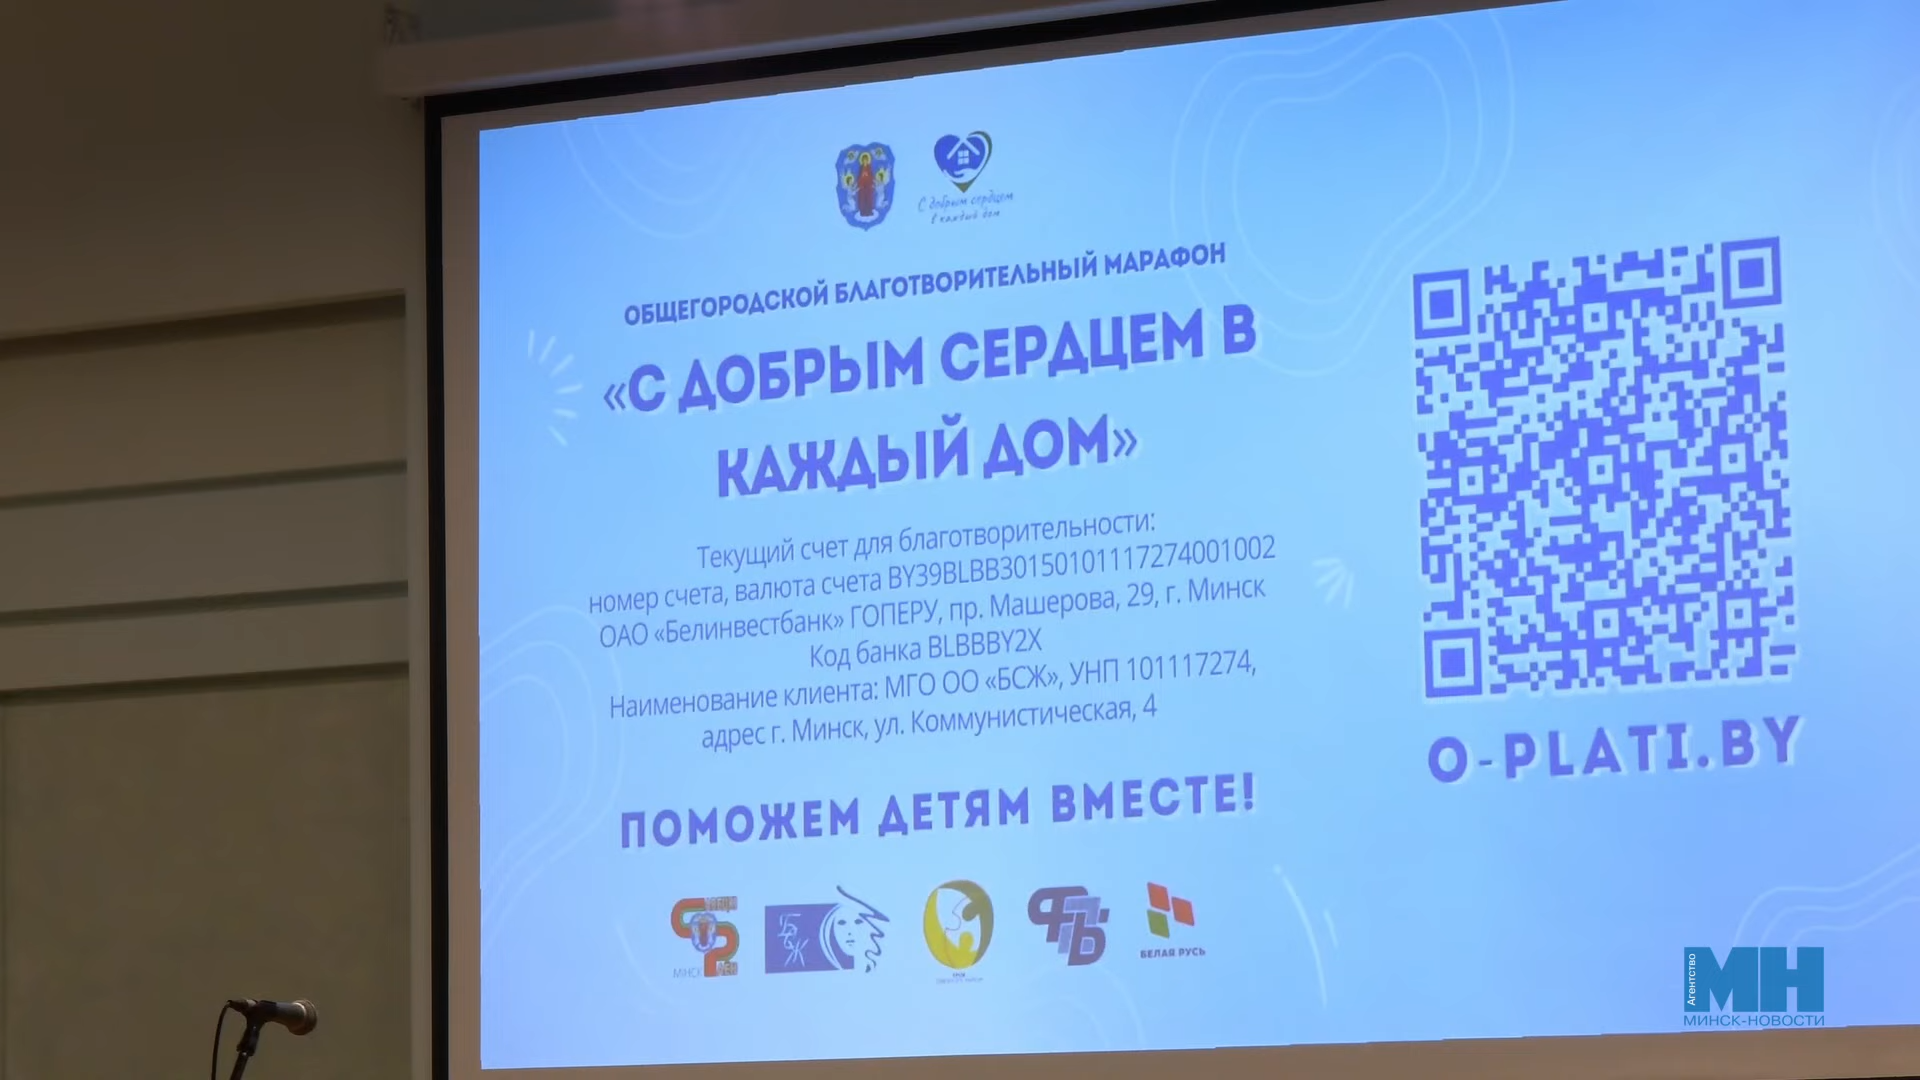 С добрым сердцем
в каждый дом
ОБЩЕГОРОДСКОЙ БЛАГОТВОРИТЕЛЬНЫЙ МАРАФОН
«С ДОБРЫМ СЕРДЦЕМ В
КАЖДЫЙ ДОМ»
Текущий счет для благотворительности:
номер счета, валюта счета BY39BLBB30150101117274001002
ОАО «Белинвестбанк» ГОПЕРУ, пр. Машерова, 29, г. Минск
Код банка BLBBBY2X
Наименование клиента: МГО ОО «БСЖ», УНП 101117274,
адрес г. Минск, ул. Коммунистическая, 4
ПОМОЖЕМ ДЕТЯМ ВМЕСТЕ!
O-PLATI.BY
БСЖ
ФПБ
БЕЛАЯ РУСЬ
Агентство
МН
МИНСК-НОВОСТИ